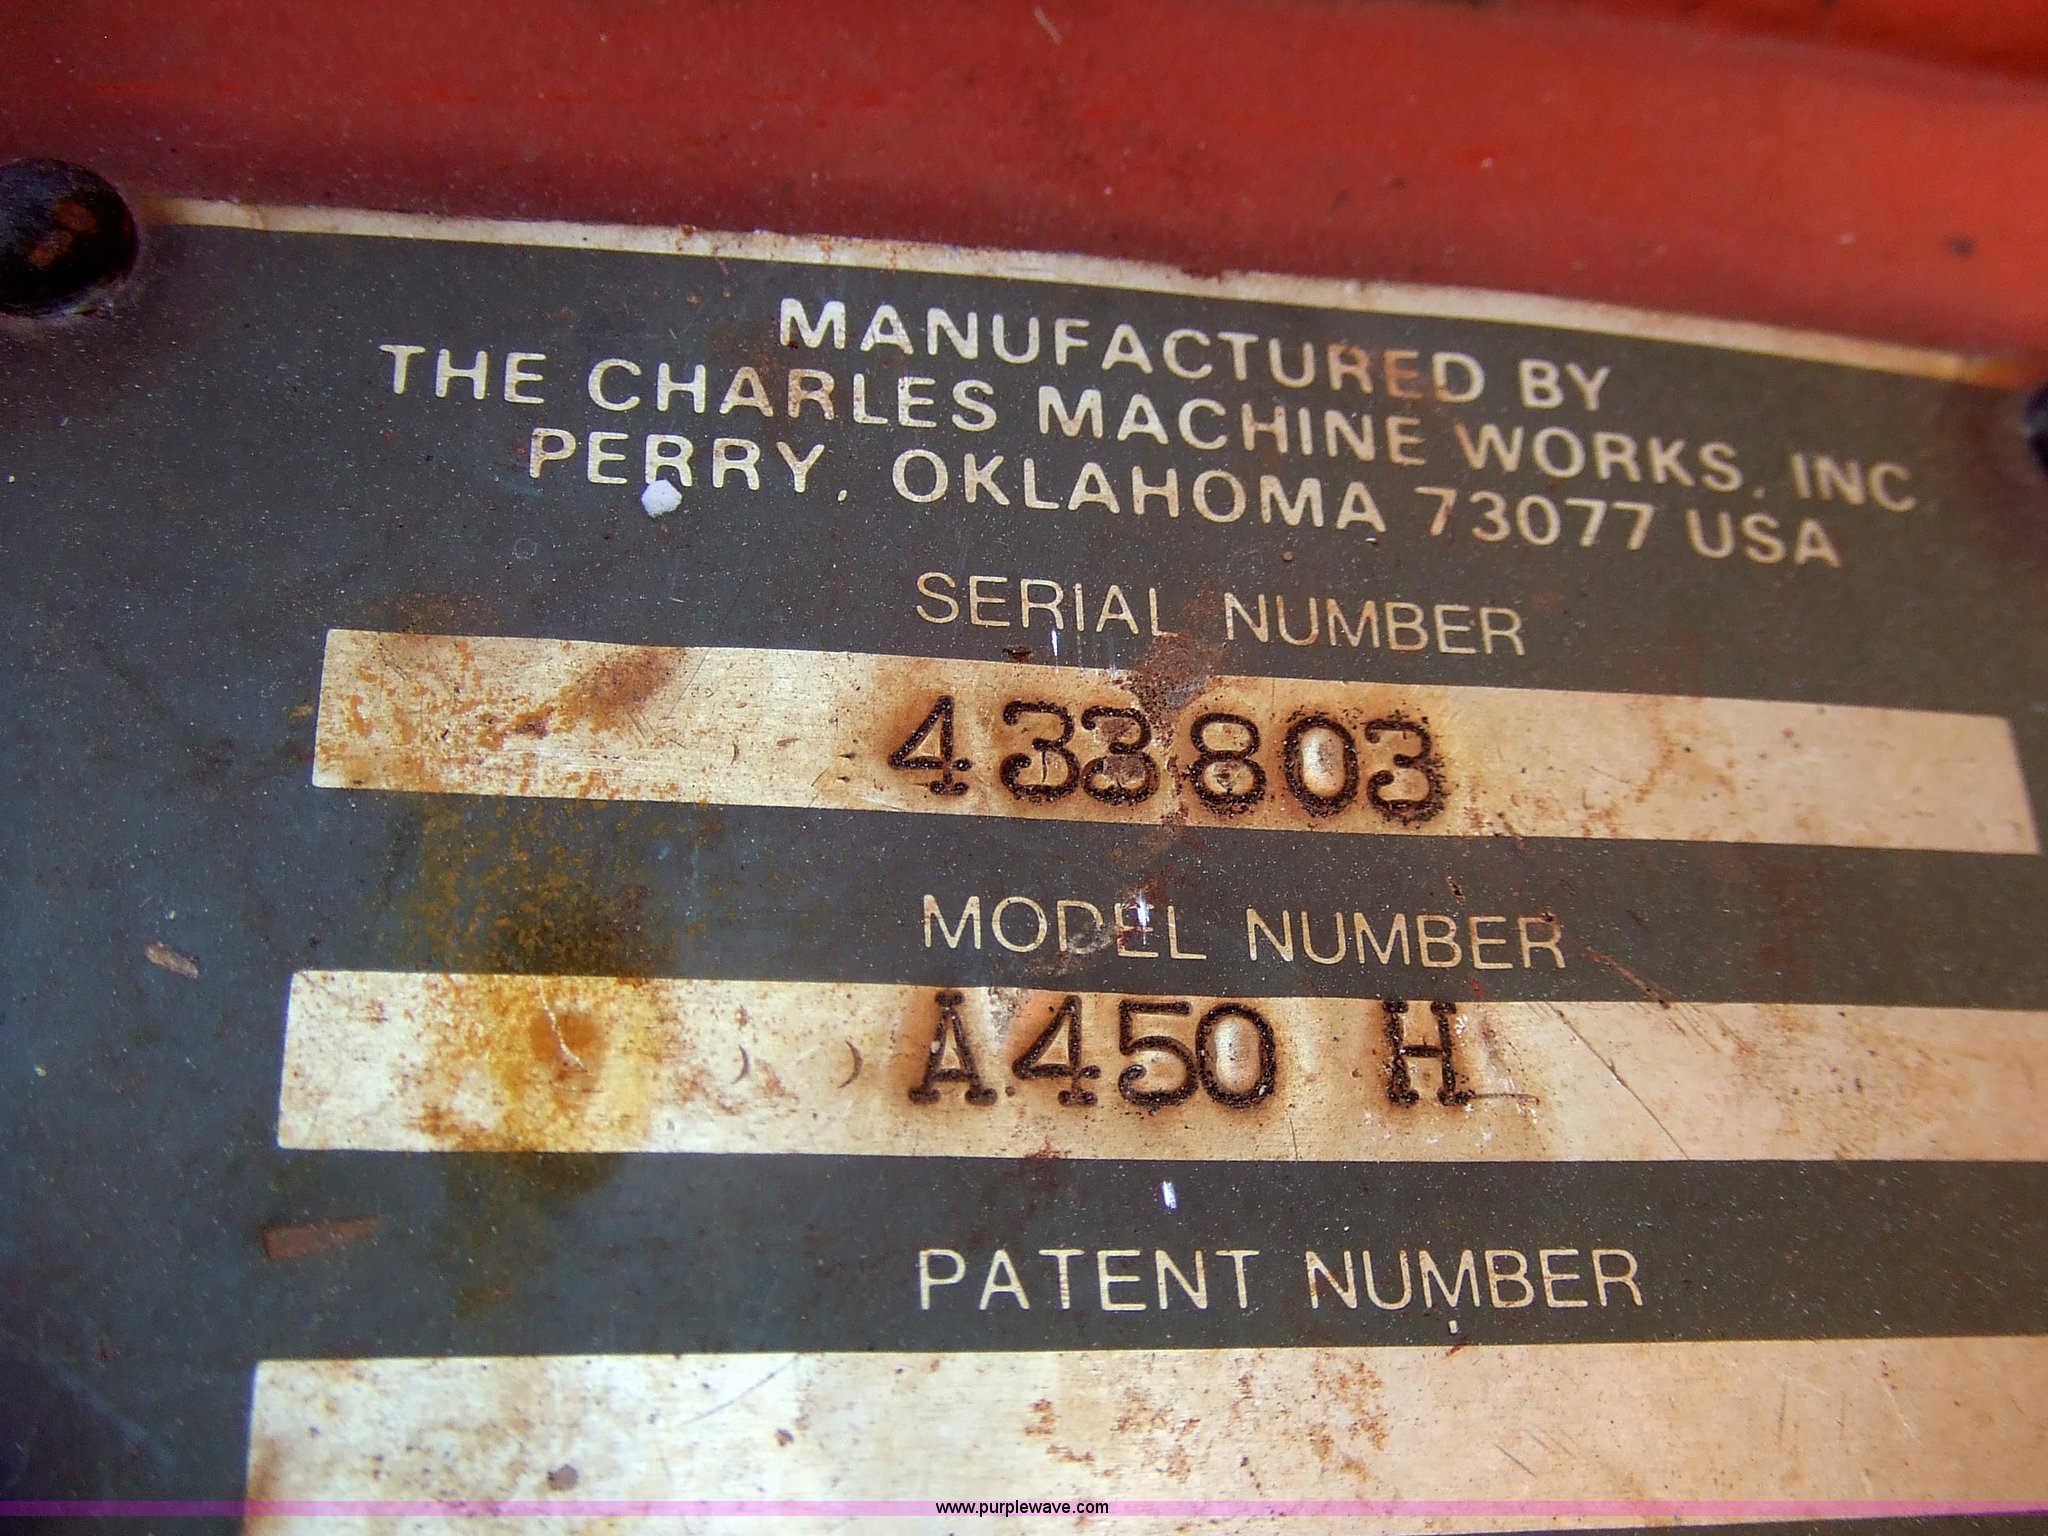 MANUFACTURED BY
THE CHARLES MACHINE WORKS, INC
PERRY, OKLAHOMA 73077 USA
SERIAL NUMBER
433803
MODEL NUMBER
A450 H
PATENT NUMBER
www.purplewave.com